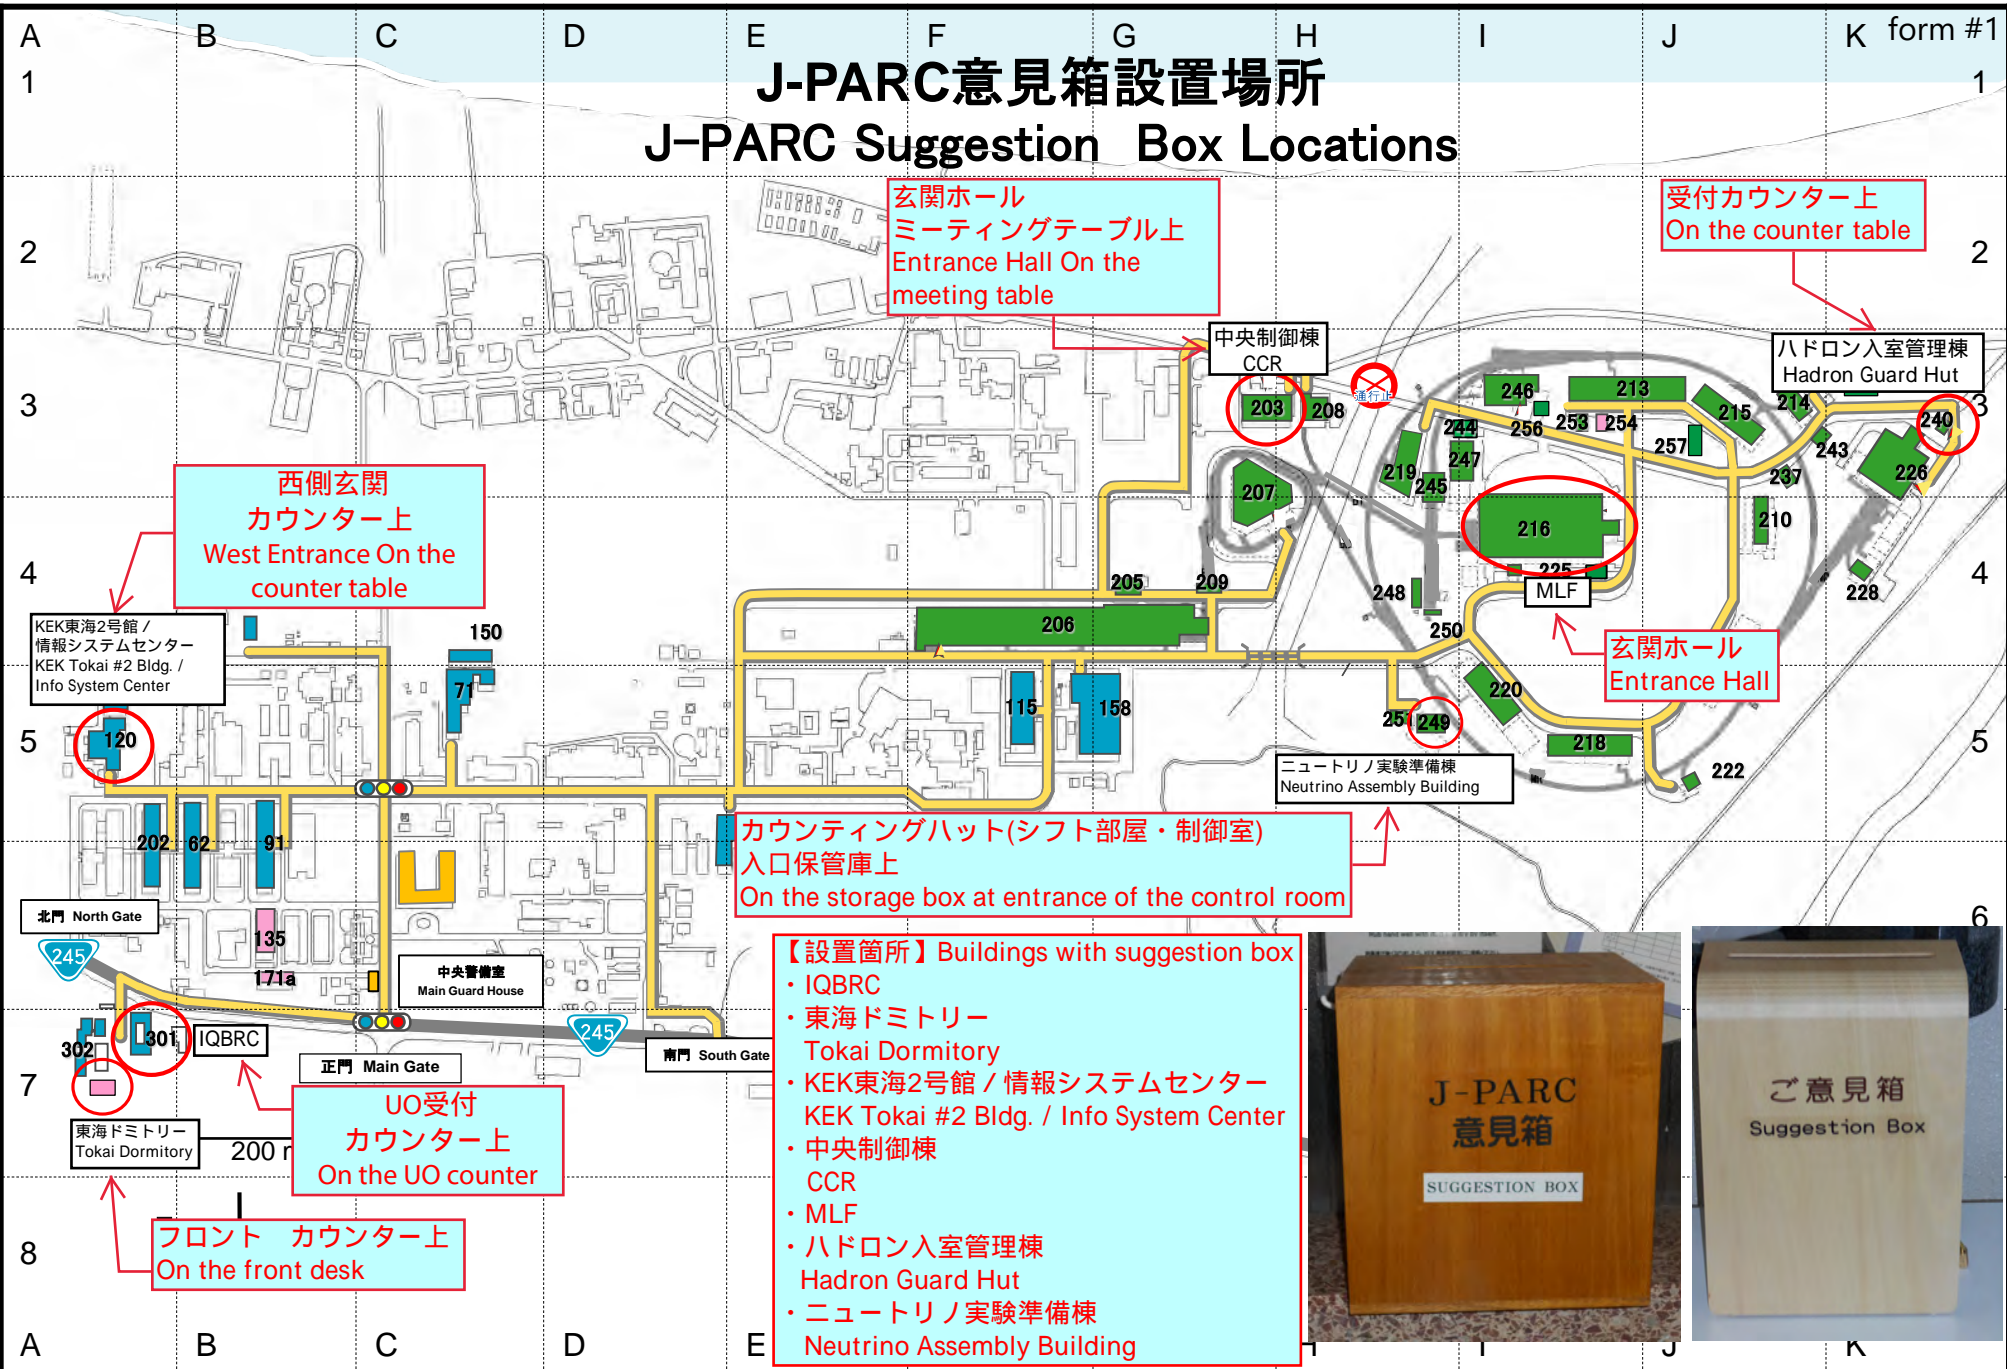 A B C D E F G H I J K form #1
J-PARC意見箱設置場所
1 1
J-PARC Suggestion Box Locations
玄関ホール
ミーティングテーブル上
Entrance Hall On the
meeting table
受付カウンター上
On the counter table
2 2
中央制御棟
CCR
ハドロン入室管理棟
Hadron Guard Hut
通行止
3 3
203 208 246 213 215 214 240
244 256 253 254 257 243
219 247 245 237 226
西側玄関
カウンター上
West Entrance On the
counter table
207 216 210
4 4
205 209 248 225 228
MLF
KEK東海2号館 /
情報システムセンター
KEK Tokai #2 Bldg. /
Info System Center
150 206 250
玄関ホール
Entrance Hall
71 115 158 220
251 249
5 5
120 218 222
ニュートリノ実験準備棟
Neutrino Assembly Building
202 62 91
カウンティングハット(シフト部屋・制御室)
入口保管庫上
On the storage box at entrance of the control room
北門 North Gate
6
135
245
171a
中央警備室
Main Guard House
301 302
IQBRC
245
正門 Main Gate
南門 South Gate
7
UO受付
カウンター上
On the UO counter
東海ドミトリー
Tokai Dormitory
200
フロント カウンター上
On the front desk
8
【設置箇所】Buildings with suggestion box
・IQBRC
・東海ドミトリー
Tokai Dormitory
・KEK東海2号館 / 情報システムセンター
KEK Tokai #2 Bldg. / Info System Center
・中央制御棟
CCR
・MLF
・ハドロン入室管理棟
Hadron Guard Hut
・ニュートリノ実験準備棟
Neutrino Assembly Building
J-PARC
意見箱
SUGGESTION BOX
ご意見箱
Suggestion Box
A B C D E H I J K